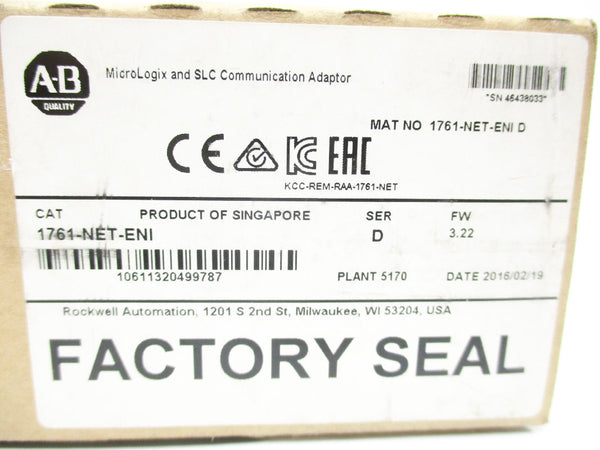 A-B
QUALITY
MicroLogix and SLC Communication Adaptor
*SN 46438033*
MAT NO 1761-NET-ENI D
CE KC EAC
KCC-REM-RAA-1761-NET
CAT PRODUCT OF SINGAPORE SER FW
1761-NET-ENI D 3.22
10611320499787 PLANT 5170 DATE 2016/02/19
Rockwell Automation, 1201 S 2nd St, Milwaukee, WI 53204, USA
FACTORY SEAL